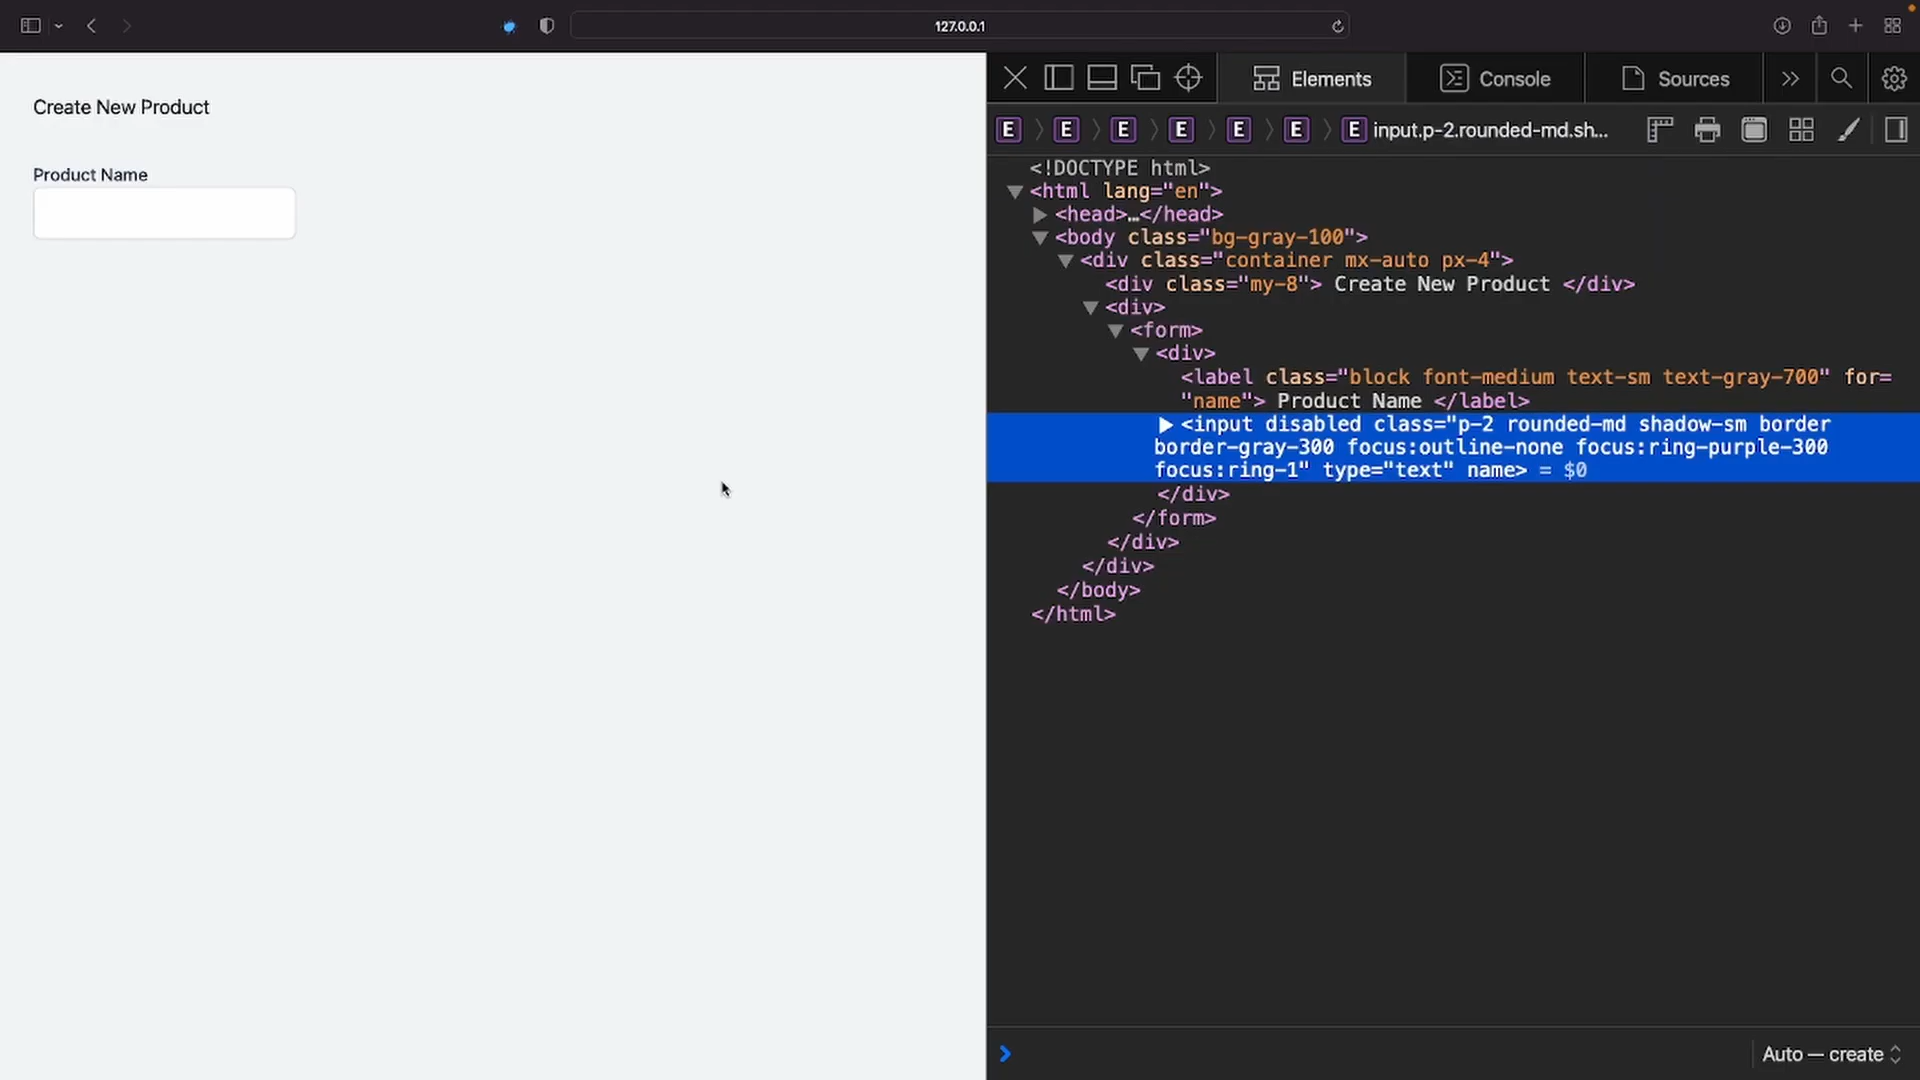 127.0.0.1
Create New Product
Product Name
Elements
Console
Sources
E E E E E E E input.p-2.rounded-md.sh...
<!DOCTYPE html>
<html lang="en">
<head>…</head>
<body class="bg-gray-100">
<div class="container mx-auto px-4">
<div class="my-8"> Create New Product </div>
<div>
<form>
<div>
<label class="block font-medium text-sm text-gray-700" for=
"name"> Product Name </label>
<input disabled class="p-2 rounded-md shadow-sm border
border-gray-300 focus:outline-none focus:ring-purple-300
focus:ring-1" type="text" name> = $0
</div>
</form>
</div>
</div>
</body>
</html>
Auto — create